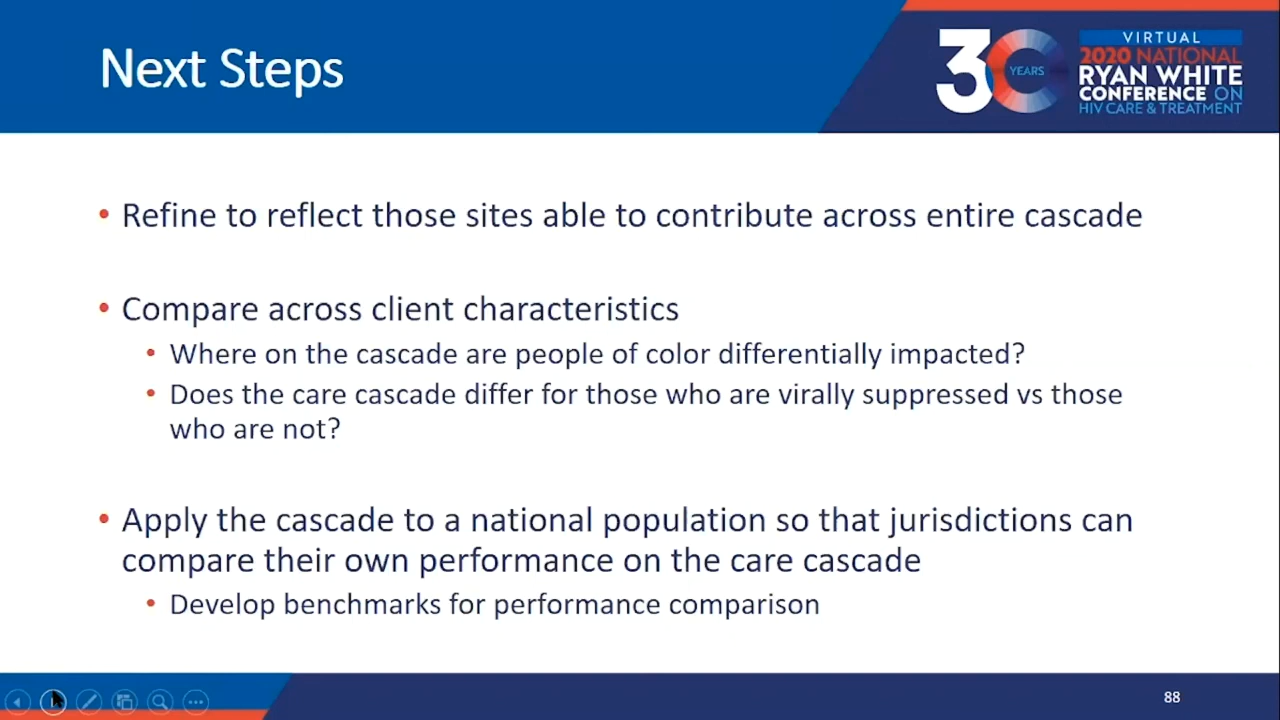 Next Steps
30
YEARS
VIRTUAL
2020 NATIONAL
RYAN WHITE
CONFERENCE ON
HIV CARE & TREATMENT
• Refine to reflect those sites able to contribute across entire cascade
• Compare across client characteristics
• Where on the cascade are people of color differentially impacted?
• Does the care cascade differ for those who are virally suppressed vs those
who are not?
• Apply the cascade to a national population so that jurisdictions can
compare their own performance on the care cascade
• Develop benchmarks for performance comparison
88